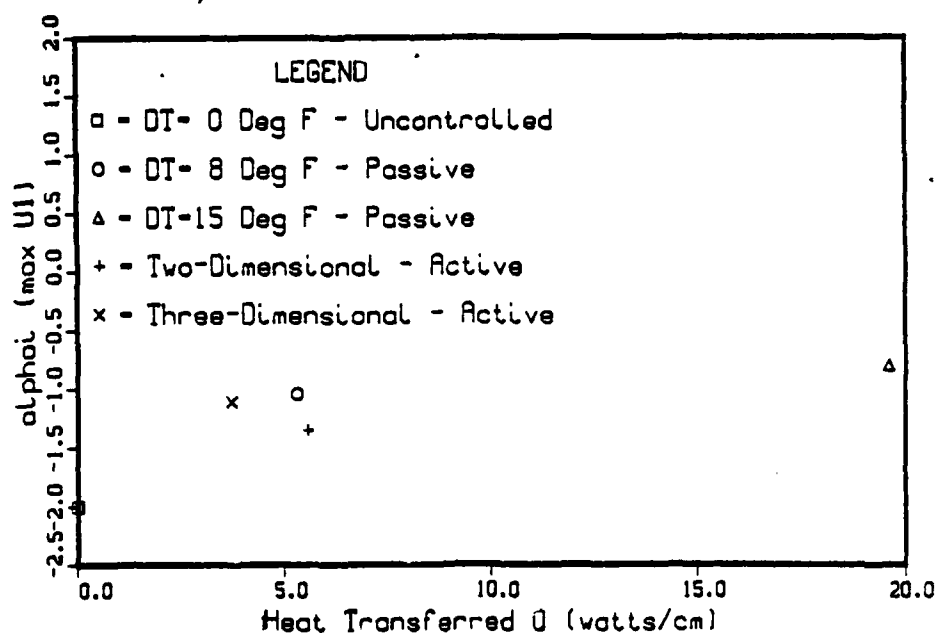 2.0
1.5
1.0
0.5
0.0
-0.5
-1.0
-1.5
-2.0
-2.5
alphai (max U1)
LEGEND
□ - DT- 0 Deg F - Uncontrolled
○ - DT- 8 Deg F - Passive
△ - DT-15 Deg F - Passive
+ - Two-Dimensional - Active
× - Three-Dimensional - Active
0.0 5.0 10.0 15.0 20.0
Heat Transferred Q (watts/cm)